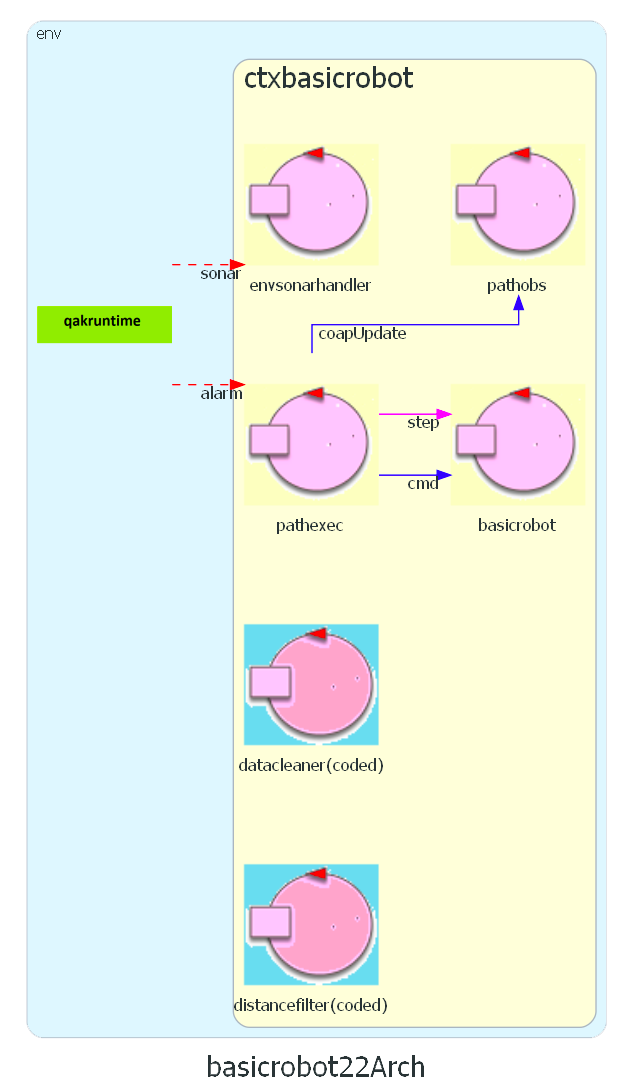 env
ctxbasicrobot
sonar
envsonarhandler
pathobs
qakruntime
coapUpdate
alarm
step
cmd
pathexec
basicrobot
datacleaner(coded)
distancefilter(coded)
basicrobot22Arch